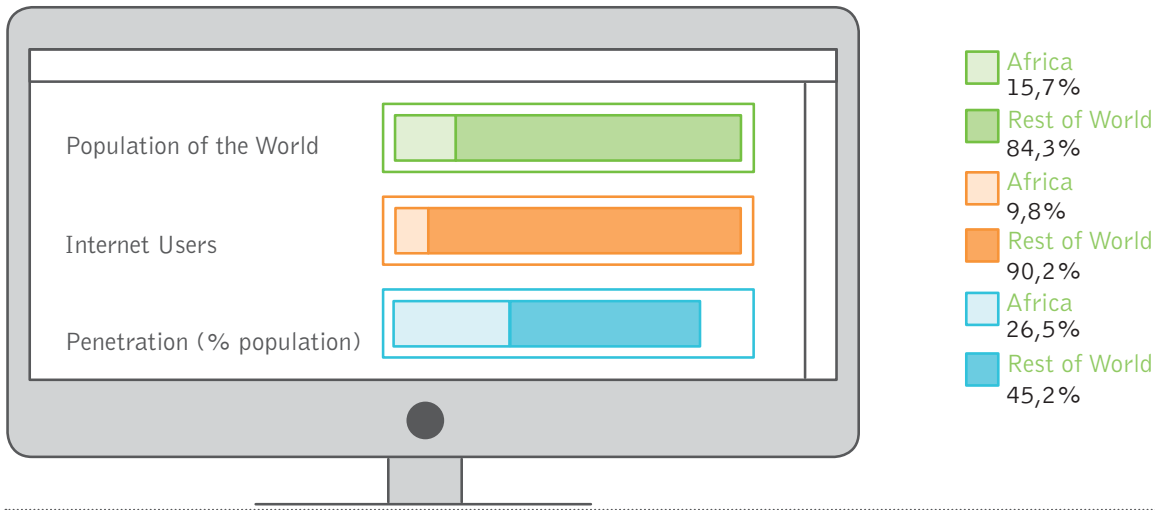 Population of the World
Internet Users
Penetration (% population)
Africa
15,7%
Rest of World
84,3%
Africa
9,8%
Rest of World
90,2%
Africa
26,5%
Rest of World
45,2%